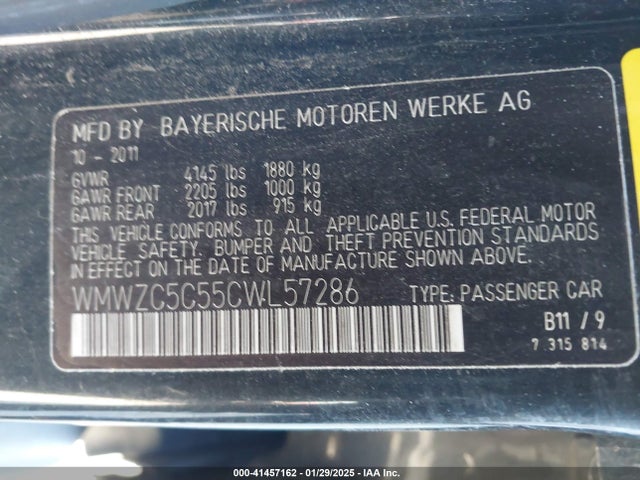 MFD BY BAYERISCHE MOTOREN WERKE AG
10 - 2011
GVWR 4145 lbs 1880 kg
GAWR FRONT 2205 lbs 1000 kg
GAWR REAR 2017 lbs 915 kg
THIS VEHICLE CONFORMS TO ALL APPLICABLE U.S. FEDERAL MOTOR
VEHICLE SAFETY, BUMPER AND THEFT PREVENTION STANDARDS
IN EFFECT ON THE DATE OF MANUFACTURE SHOWN ABOVE.
WMWZC5C55CWL57286 TYPE: PASSENGER CAR
B11 / 9
7 315 814
000-41457162 - 01/29/2025 - IAA Inc.